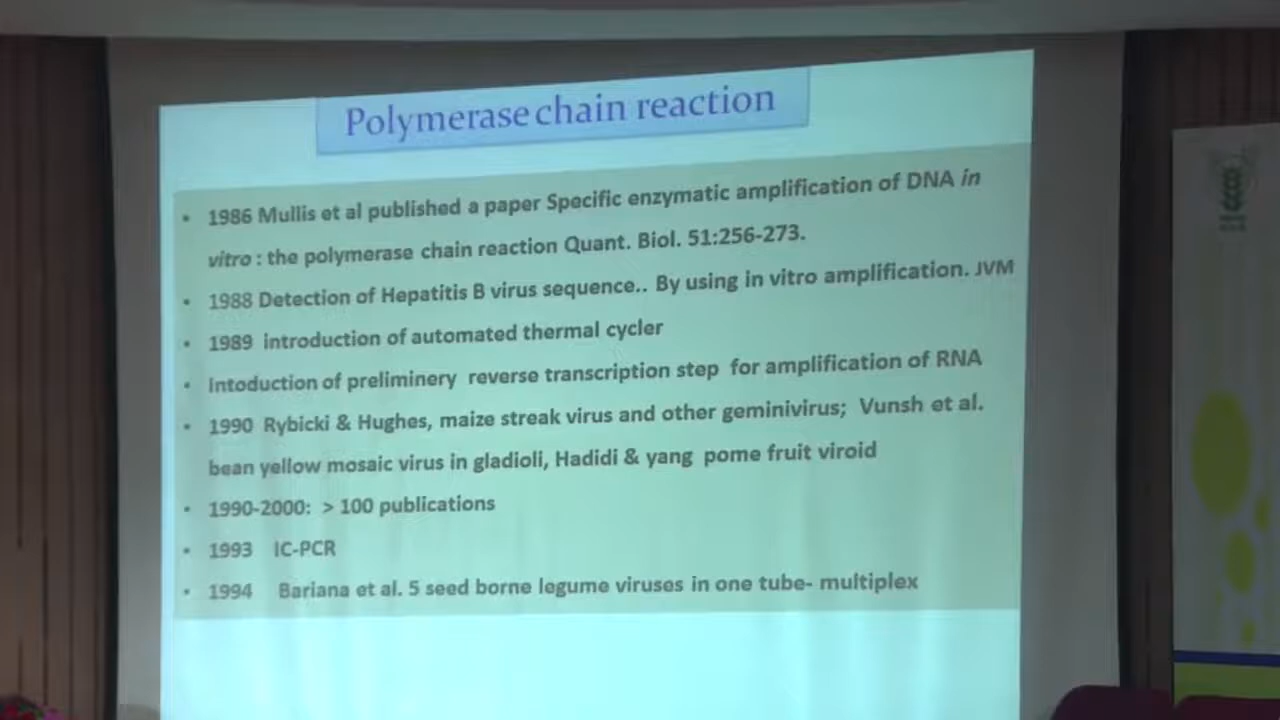 Polymerase chain reaction
• 1986 Mullis et al published a paper Specific enzymatic amplification of DNA in
vitro : the polymerase chain reaction Quant. Biol. 51:256-273.
• 1988 Detection of Hepatitis B virus sequence.. By using in vitro amplification. JVM
• 1989 introduction of automated thermal cycler
• Intoduction of preliminery reverse transcription step for amplification of RNA
• 1990 Rybicki & Hughes, maize streak virus and other geminivirus; Vunsh et al.
bean yellow mosaic virus in gladioli, Hadidi & yang pome fruit viroid
• 1990-2000: > 100 publications
• 1993 IC-PCR
• 1994 Bariana et al. 5 seed borne legume viruses in one tube- multiplex